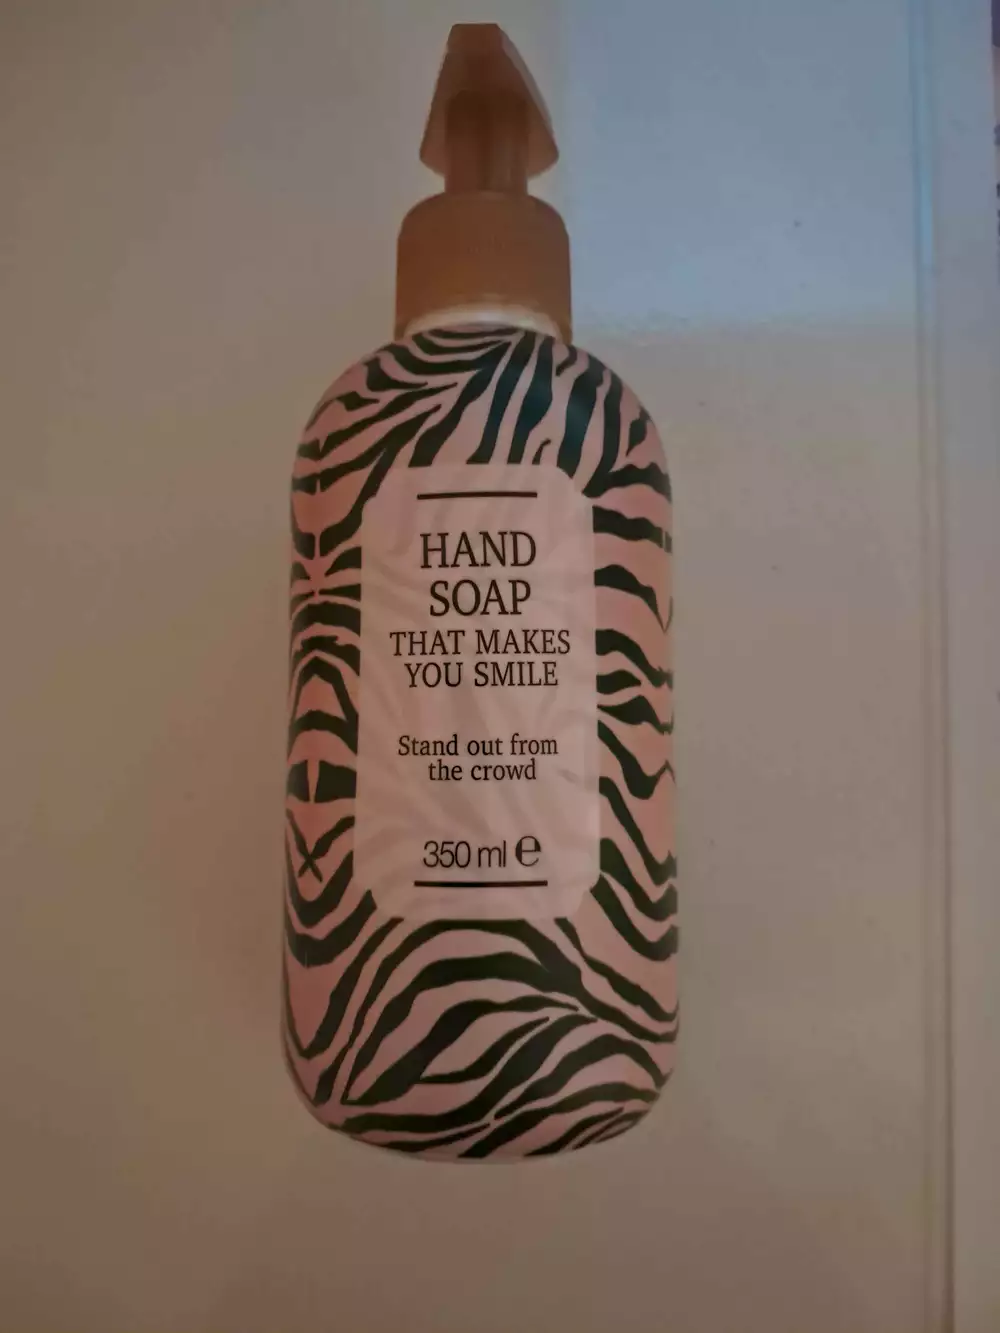 HAND
SOAP
THAT MAKES
YOU SMILE
Stand out from
the crowd
350 ml ℮